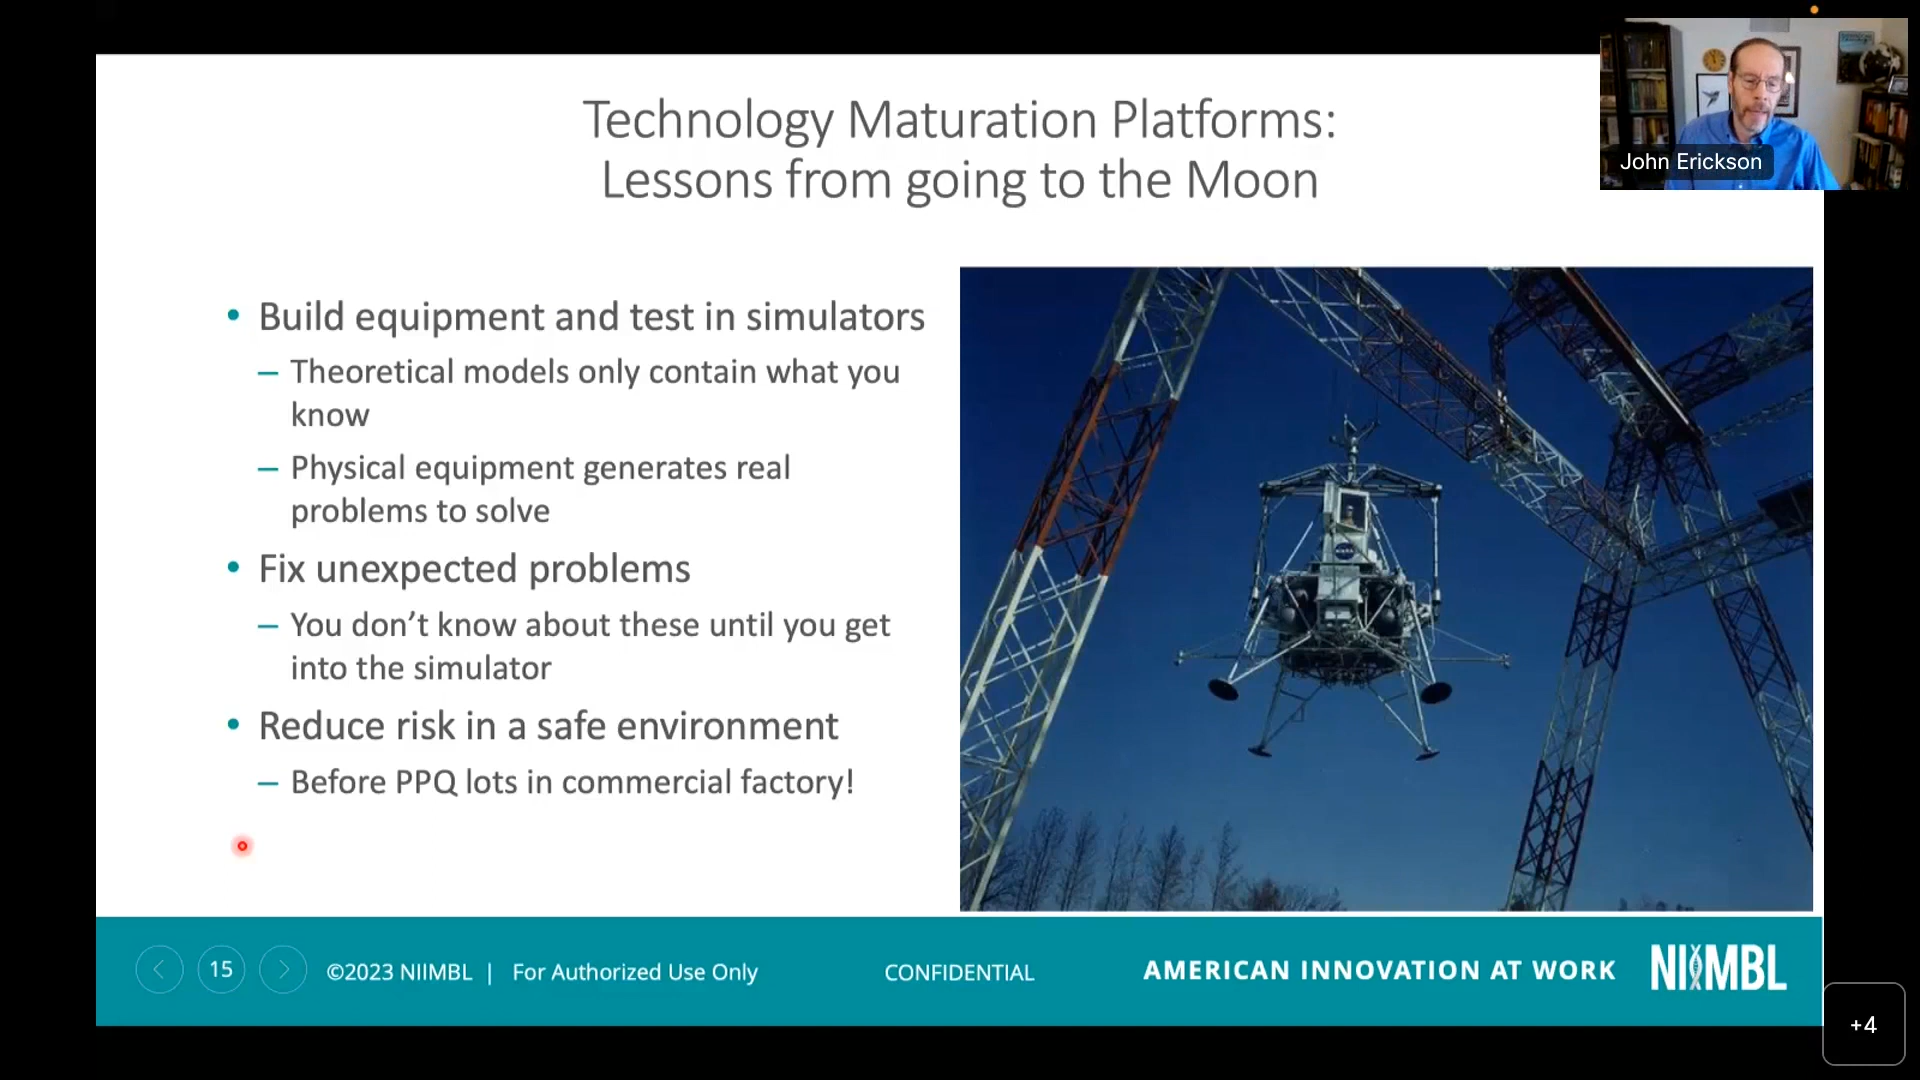 Technology Maturation Platforms:
Lessons from going to the Moon
John Erickson
• Build equipment and test in simulators
– Theoretical models only contain what you
know
– Physical equipment generates real
problems to solve
• Fix unexpected problems
– You don’t know about these until you get
into the simulator
• Reduce risk in a safe environment
– Before PPQ lots in commercial factory!
NASA
15
©2023 NIIMBL | For Authorized Use Only
CONFIDENTIAL
AMERICAN INNOVATION AT WORK
NIIMBL
+4